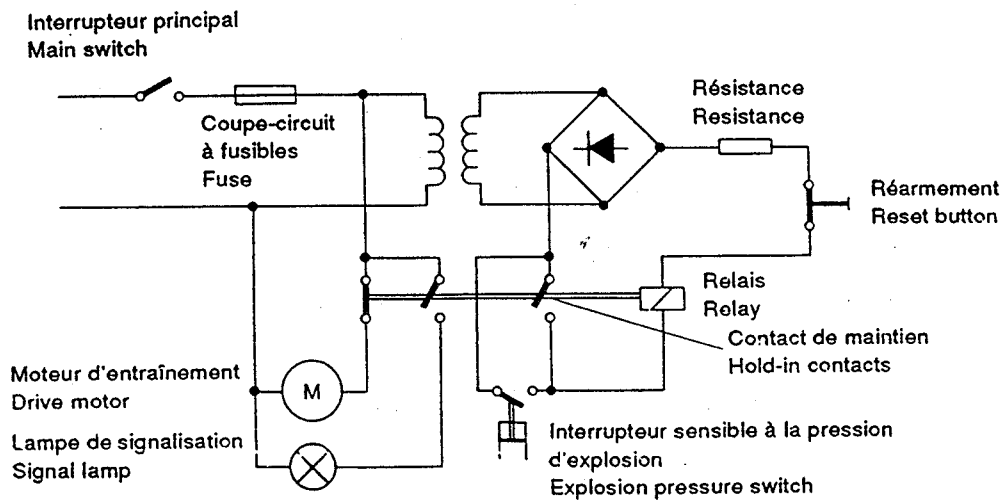 Interrupteur principal
Main switch
Coupe-circuit
à fusibles
Fuse
Résistance
Resistance
Réarmement
Reset button
Relais
Relay
Contact de maintien
Hold-in contacts
Moteur d'entraînement
Drive motor
M
Lampe de signalisation
Signal lamp
Interrupteur sensible à la pression
d'explosion
Explosion pressure switch